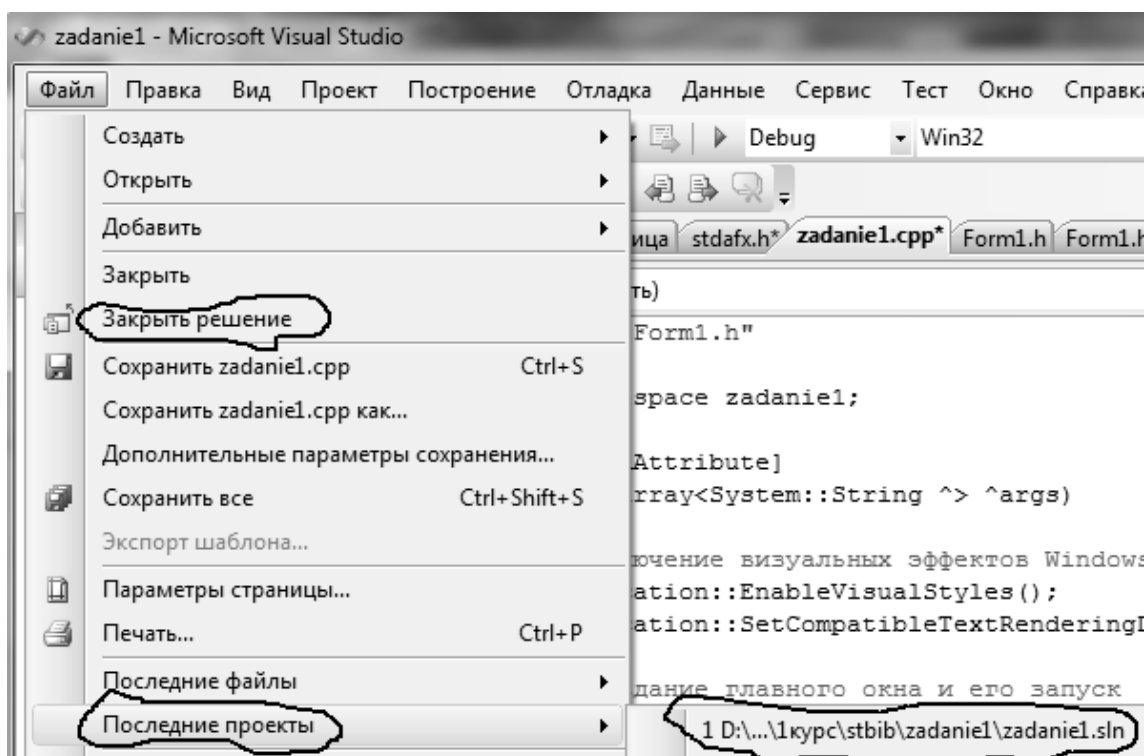 zadanie1 - Microsoft Visual Studio
Файл Правка Вид Проект Построение Отладка Данные Сервис Тест Окно Справка
Создать
Debug Win32
Открыть
Добавить
stdafx.h* zadanie1.cpp* Form1.h Form1.h
Закрыть
ть)
Закрыть решение
Form1.h"
Сохранить zadanie1.cpp Ctrl+S
space zadanie1;
Сохранить zadanie1.cpp как...
Дополнительные параметры сохранения...
Attribute]
Сохранить все Ctrl+Shift+S
rray<System::String ^> ^args)
Экспорт шаблона...
ючение визуальных эффектов Windows
Параметры страницы...
ation::EnableVisualStyles();
Печать... Ctrl+P
ation::SetCompatibleTextRenderingD
Последние файлы
дание главного окна и его запуск
Последние проекты
1 D:\...\1курс\stbib\zadanie1\zadanie1.sln